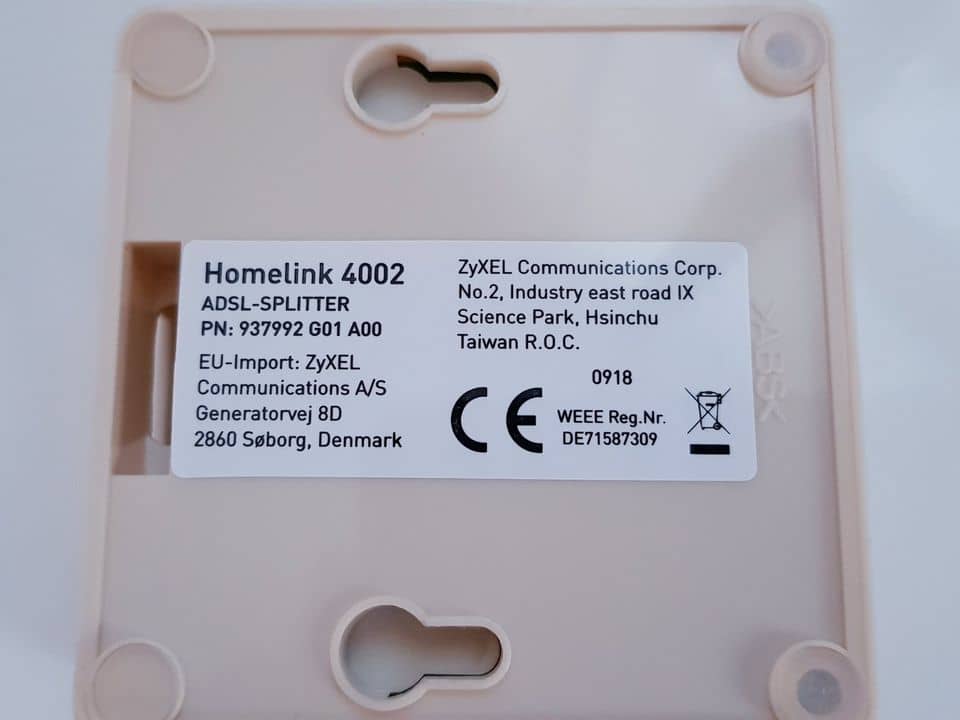 Homelink 4002
ADSL-SPLITTER
PN: 937992 G01 A00
EU-Import: ZyXEL
Communications A/S
Generatorvej 8D
2860 Søborg, Denmark
ZyXEL Communications Corp.
No.2, Industry east road IX
Science Park, Hsinchu
Taiwan R.O.C.
0918
CE
WEEE Reg.Nr.
DE71587309
>ABS<